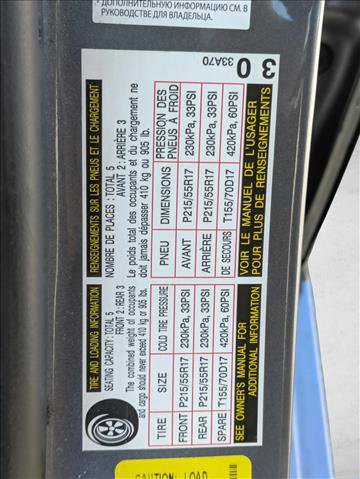 ДОПОЛНИТЕЛЬНУЮ ИНФОРМАЦИЮ СМ. В
РУКОВОДСТВЕ ДЛЯ ВЛАДЕЛЬЦА.
TIRE AND LOADING INFORMATION
SEATING CAPACITY: TOTAL 5
FRONT 2: REAR 3
The combined weight of occupants
and cargo should never exceed 410 kg or 905 lbs.
TIRE SIZE COLD TIRE PRESSURE
FRONT P215/55R17 230kPa, 33PSI
REAR P215/55R17 230kPa, 33PSI
SPARE T155/70D17 420kPa, 60PSI
SEE OWNER'S MANUAL FOR
ADDITIONAL INFORMATION
RENSEIGNEMENTS SUR LES PNEUS ET LE CHARGEMENT
NOMBRE DE PLACES : TOTAL 5
AVANT 2: ARRIÈRE 3
Le poids total des occupants et du chargement ne
doit jamais dépasser 410 kg ou 905 lb.
PNEU DIMENSIONS PRESSION DES
PNEUS À FROID
AVANT P215/55R17 230kPa, 33PSI
ARRIÈRE P215/55R17 230kPa, 33PSI
DE SECOURS T155/70D17 420kPa, 60PSI
VOIR LE MANUEL DE L'USAGER
POUR PLUS DE RENSEIGNEMENTS
3 0 33A70
CAUTION: LOAD